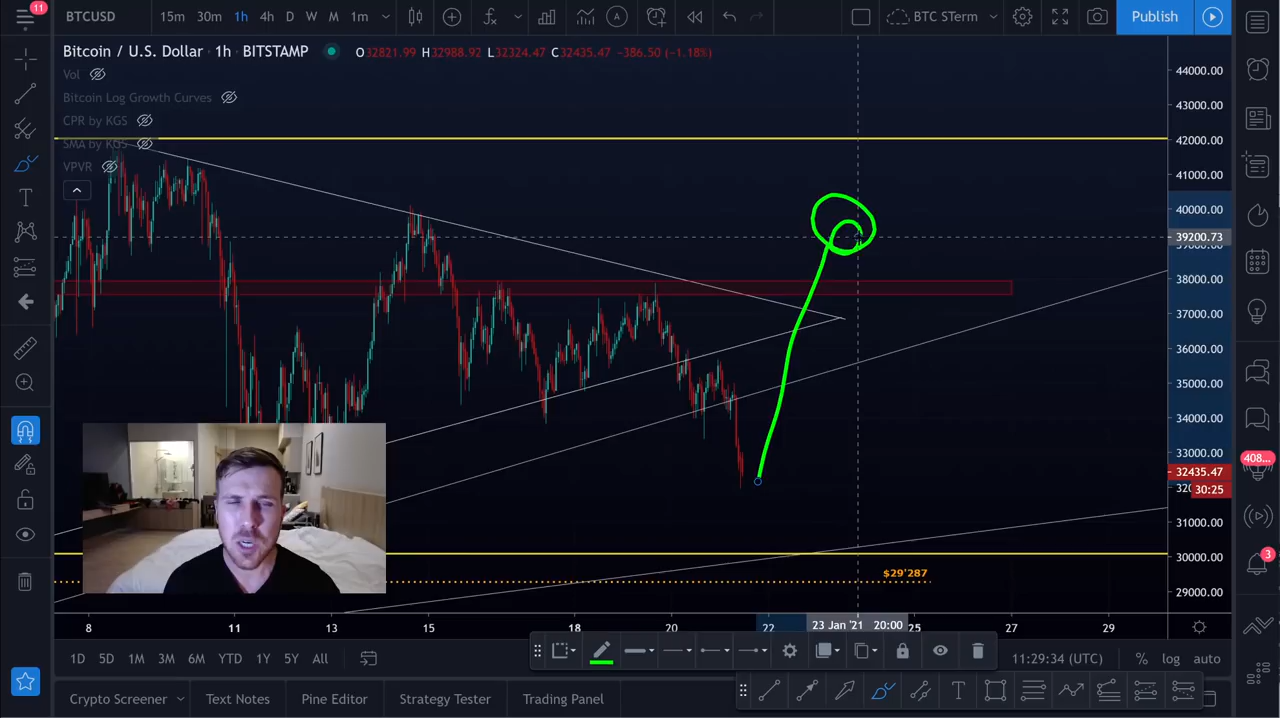 11
BTCUSD
15m 30m 1h 4h D W M 1m
BTC STerm
Publish
Bitcoin / U.S. Dollar · 1h · BITSTAMP
O32821.99 H32988.92 L32324.47 C32435.47 −386.50 (−1.18%)
Vol
Bitcoin Log Growth Curves
CPR by KGS
SMA by KGS
VPVR
44000.00
43000.00
42000.00
41000.00
40000.00
39200.73
38000.00
37000.00
36000.00
35000.00
34000.00
33000.00
32435.47
30:25
31000.00
30000.00
29000.00
$29'287
408...
3
8 11 13 15 18 20 22 23 Jan '21 20:00 25 27 29
1D 5D 1M 3M 6M YTD 1Y 5Y All
11:29:34 (UTC) % log auto
Crypto Screener Text Notes Pine Editor Strategy Tester Trading Panel